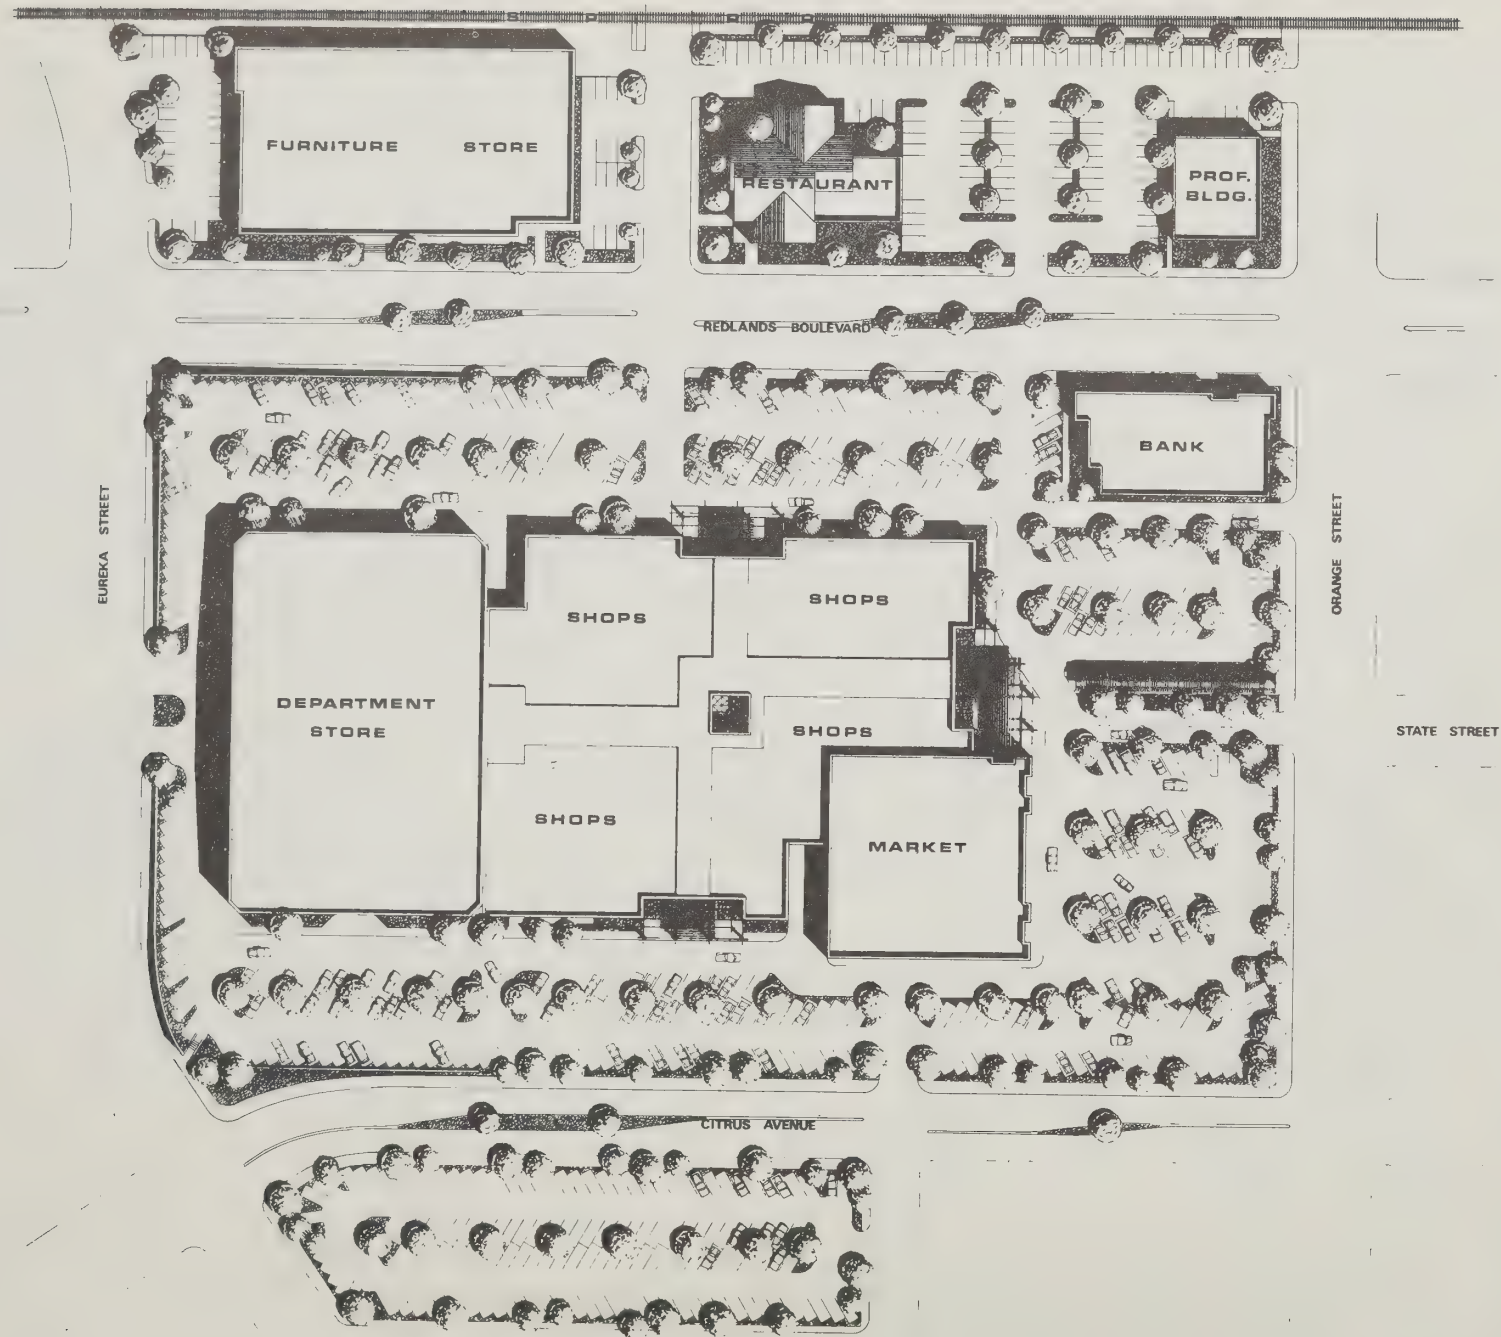 S P R R
FURNITURE STORE
RESTAURANT
PROF.
BLDG.
REDLANDS BOULEVARD
BANK
EUREKA STREET
ORANGE STREET
SHOPS
SHOPS
DEPARTMENT
STORE
SHOPS
STATE STREET
SHOPS
MARKET
CITRUS AVENUE